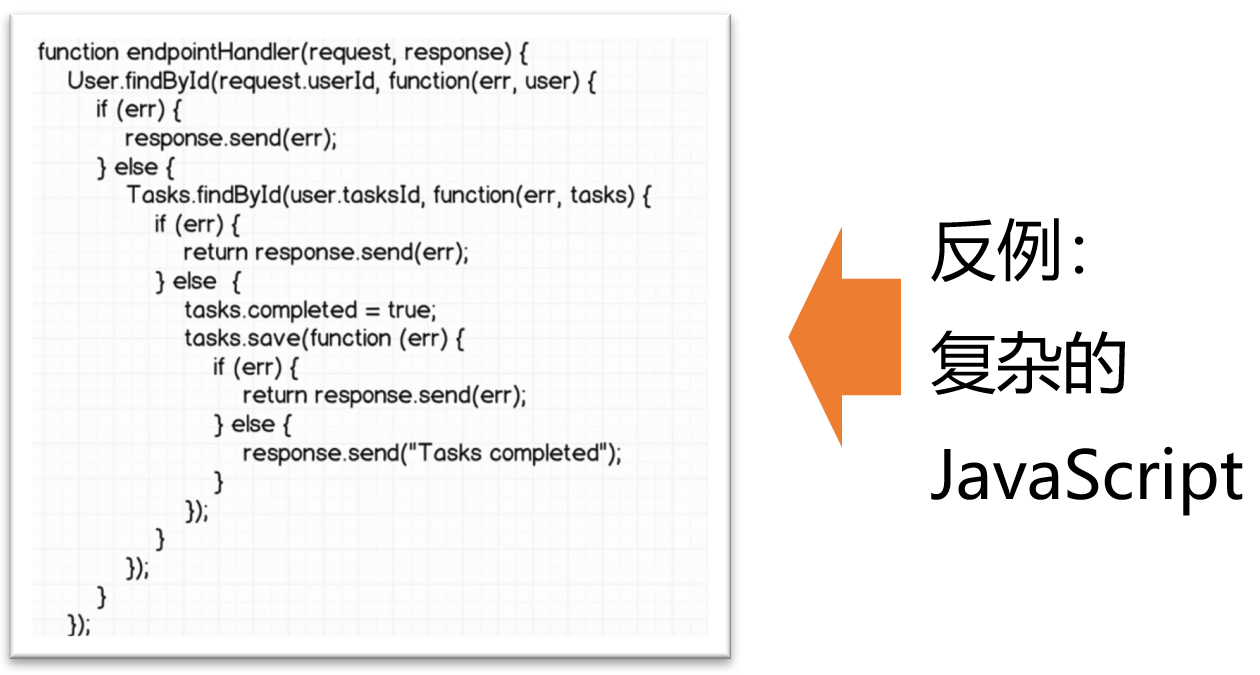 function endpointHandler(request, response) {
User.findById(request.userId, function(err, user) {
if (err) {
response.send(err);
} else {
Tasks.findById(user.tasksId, function(err, tasks) {
if (err) {
return response.send(err);
} else {
tasks.completed = true;
tasks.save(function (err) {
if (err) {
return response.send(err);
} else {
response.send("Tasks completed");
}
});
}
});
}
});
反例：
复杂的
JavaScript